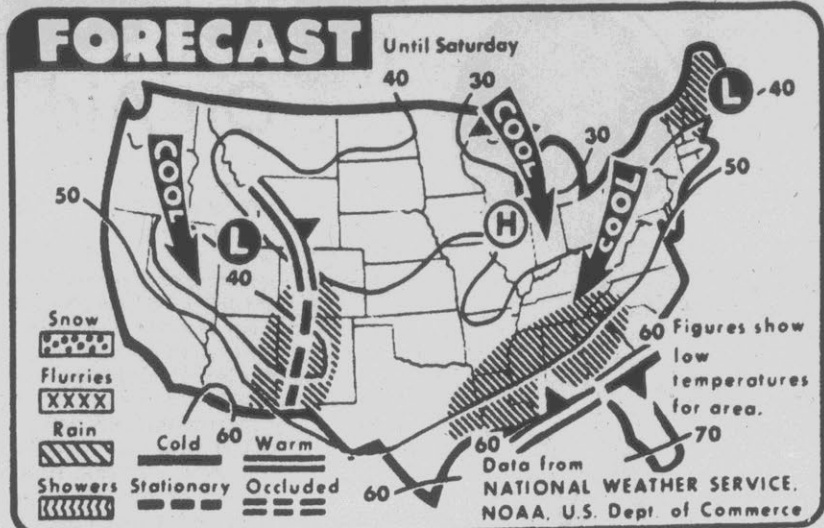 FORECAST
Until Saturday
40
30
COOL
L
40
COOL
30
50
COOL
50
H
L
40
Snow
Flurries
XXXX
Rain
Showers
60
Cold
Warm
Stationary
Occluded
60
60
60
Figures show
low
temperatures
for area.
70
Data from
NATIONAL WEATHER SERVICE,
NOAA, U.S. Dept. of Commerce